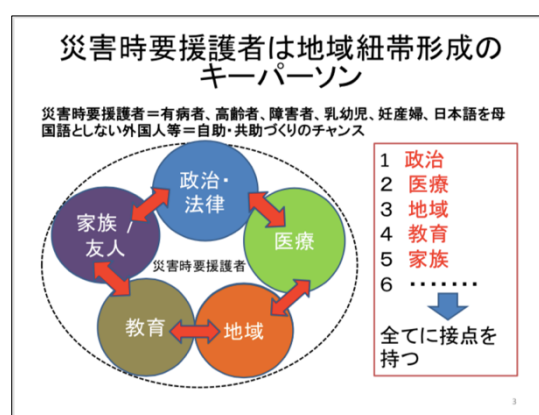 災害時要援護者は地域紐帯形成の
キーパーソン
災害時要援護者＝有病者、高齢者、障害者、乳幼児、妊産婦、日本語を母
国語としない外国人等＝自助・共助づくりのチャンス
政治・
法律
家族 /
友人
医療
災害時要援護者
教育
地域
1 政治
2 医療
3 地域
4 教育
5 家族
6 ・・・・・・・
全てに接点を
持つ
3